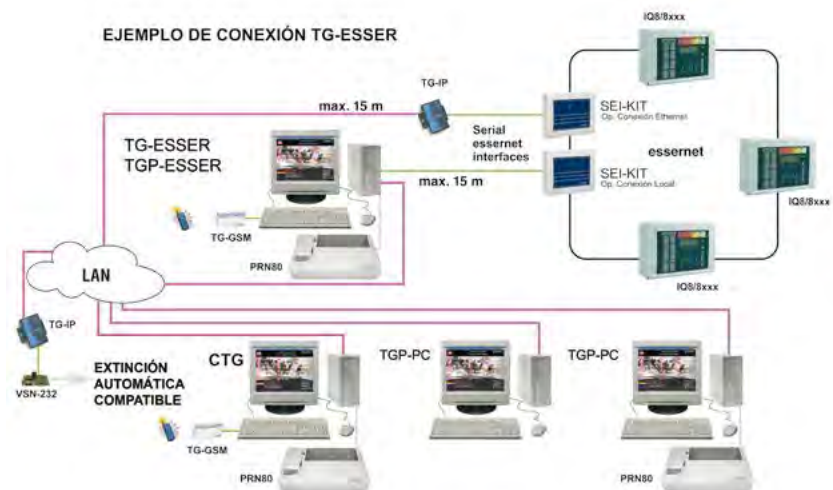 EJEMPLO DE CONEXIÓN TG-ESSER
IQ8/8xxx
TG-IP
max. 15 m
SEI-KIT
Op. Conexión Ethernet
TG-ESSER
TGP-ESSER
Serial
essernet
interfaces
essernet
SEI-KIT
Op. Conexión Local
max. 15 m
IQ8/8xxx
TG-GSM
PRN80
LAN
IQ8/8xxx
TG-IP
CTG
TGP-PC
TGP-PC
EXTINCIÓN
AUTOMÁTICA
COMPATIBLE
VSN-232
TG-GSM
PRN80
PRN80